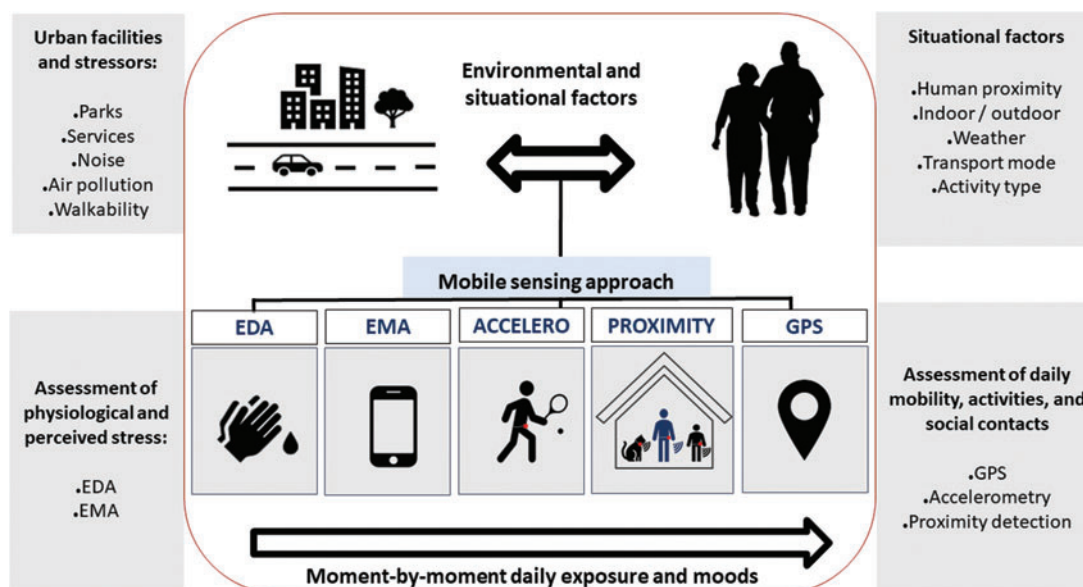 Urban facilities
and stressors:
.Parks
.Services
.Noise
.Air pollution
.Walkability
Environmental and
situational factors
Situational factors
.Human proximity
.Indoor / outdoor
.Weather
.Transport mode
.Activity type
Mobile sensing approach
EDA
EMA
ACCELERO
PROXIMITY
GPS
Assessment of
physiological and
perceived stress:
.EDA
.EMA
Assessment of daily
mobility, activities, and
social contacts
.GPS
.Accelerometry
.Proximity detection
Moment-by-moment daily exposure and moods